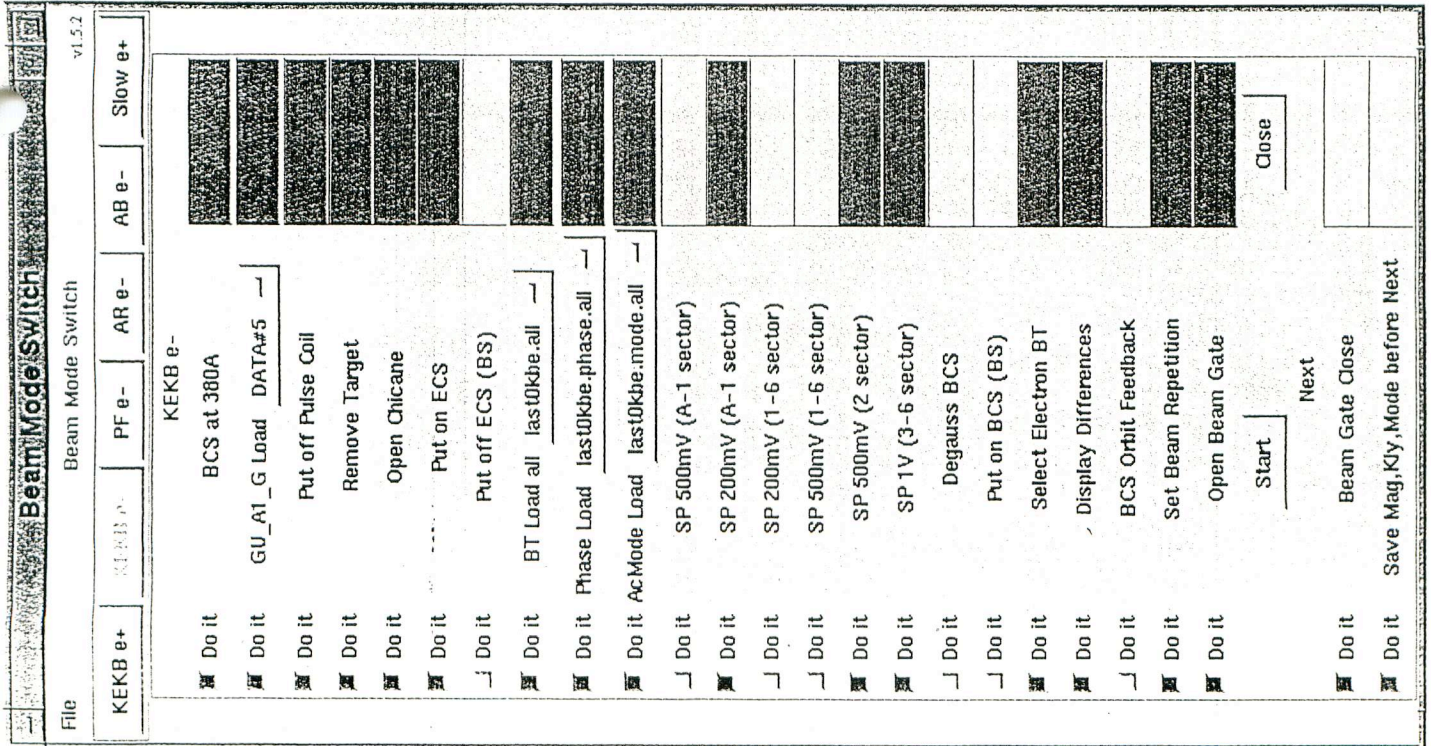 Beam Mode Switch
File Beam Mode Switch v1.5.2
KEKB e+ KEKB e- PF e- AR e- AB e- Slow e+
KEKB e-
Do it BCS at 380A
Do it GU_A1_G Load DATA#5
Do it Put off Pulse Coil
Do it Remove Target
Do it Open Chicane
Do it Put on ECS
Do it Put off ECS (BS)
Do it BT Load all last0kbe.all
Do it Phase Load last0kbe.phase.all
Do it AcMode Load last0kbe.mode.all
Do it SP 500mV (A-1 sector)
Do it SP 200mV (A-1 sector)
Do it SP 200mV (1-6 sector)
Do it SP 500mV (1-6 sector)
Do it SP 500mV (2 sector)
Do it SP 1V (3-6 sector)
Do it Degauss BCS
Do it Put on BCS (BS)
Do it Select Electron BT
Do it Display Differences
Do it BCS Orbit Feedback
Do it Set Beam Repetition
Do it Open Beam Gate
Start Close
Next
Do it Beam Gate Close
Do it Save Mag,Kly,Mode before Next